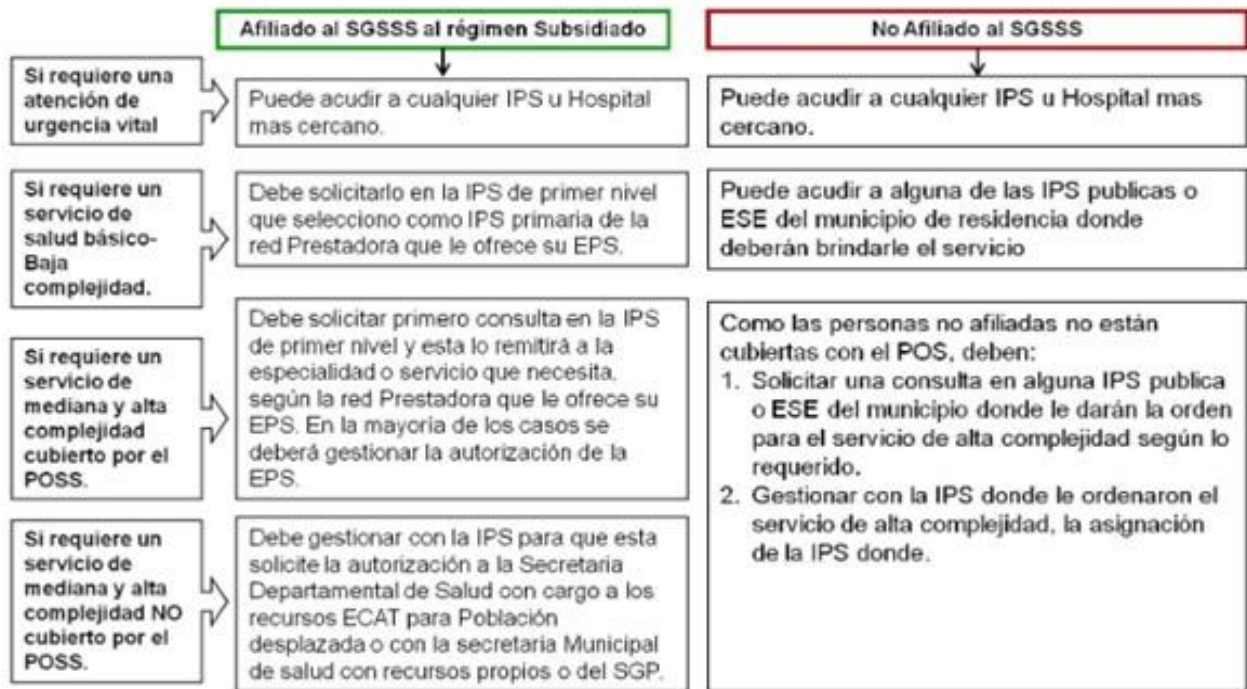 Afiliado al SGSSS al régimen Subsidiado
No Afiliado al SGSSS
Si requiere una
atención de
urgencia vital
Puede acudir a cualquier IPS u Hospital
mas cercano.
Puede acudir a cualquier IPS u Hospital mas
cercano.
Si requiere un
servicio de
salud básico-
Baja
complejidad.
Debe solicitarlo en la IPS de primer nivel
que selecciono como IPS primaria de la
red Prestadora que le ofrece su EPS.
Puede acudir a alguna de las IPS publicas o
ESE del municipio de residencia donde
deberán brindarle el servicio
Si requiere un
servicio de
mediana y alta
complejidad
cubierto por el
POSS.
Debe solicitar primero consulta en la IPS
de primer nivel y esta lo remitirá a la
especialidad o servicio que necesita,
según la red Prestadora que le ofrece su
EPS. En la mayoría de los casos se
deberá gestionar la autorización de la
EPS.
Como las personas no afiliadas no están
cubiertas con el POS, deben:
1. Solicitar una consulta en alguna IPS publica
o ESE del municipio donde le darán la orden
para el servicio de alta complejidad según lo
requerido.
2. Gestionar con la IPS donde le ordenaron el
servicio de alta complejidad, la asignación
de la IPS donde.
Si requiere un
servicio de
mediana y alta
complejidad NO
cubierto por el
POSS.
Debe gestionar con la IPS para que esta
solicite la autorización a la Secretaria
Departamental de Salud con cargo a los
recursos ECAT para Población
desplazada o con la secretaria Municipal
de salud con recursos propios o del SGP.